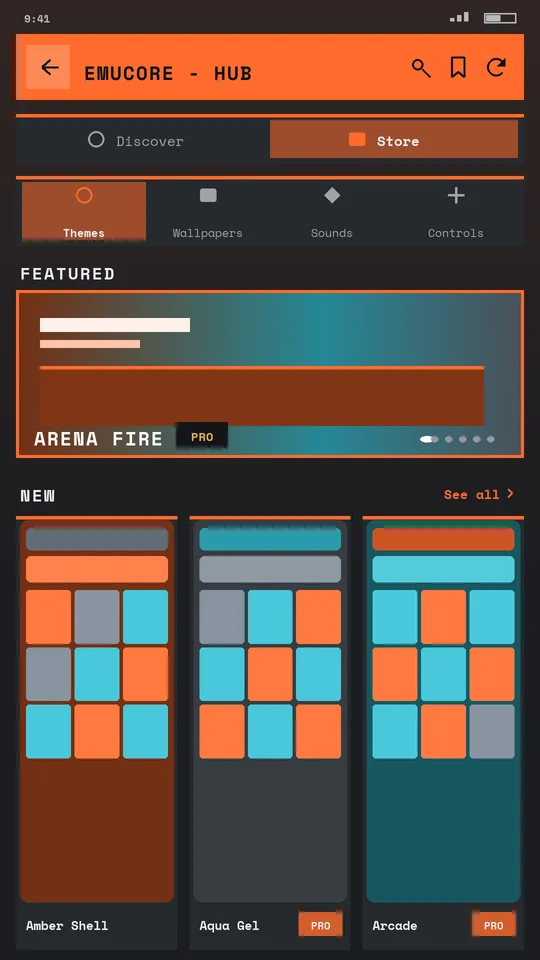 9:41
EMUCORE - HUB
Discover
Store
Themes
Wallpapers
Sounds
Controls
FEATURED
ARENA FIRE
PRO
NEW
See all
Amber Shell
Aqua Gel
PRO
Arcade
PRO